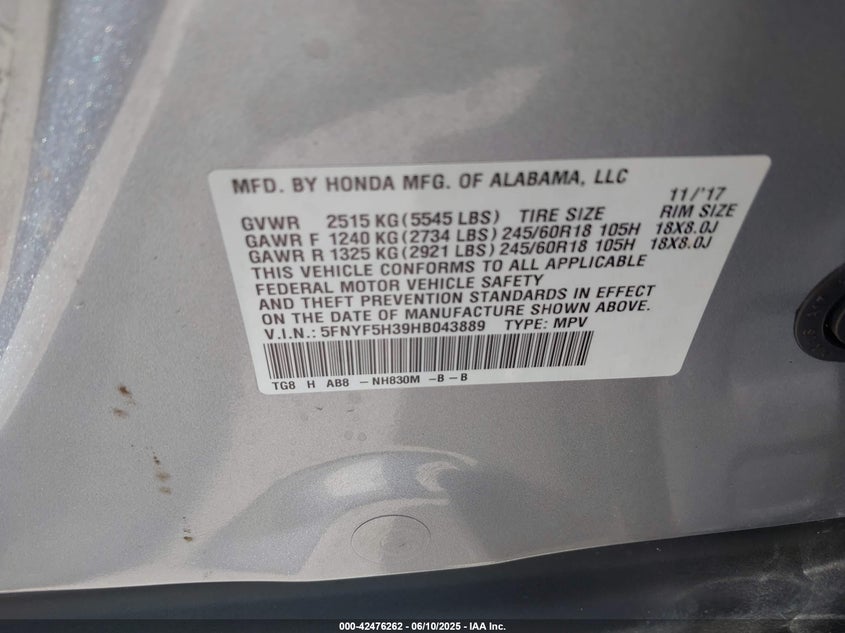 MFD. BY HONDA MFG. OF ALABAMA, LLC 11/'17
GVWR 2515 KG (5545 LBS) TIRE SIZE RIM SIZE
GAWR F 1240 KG (2734 LBS) 245/60R18 105H 18X8.0J
GAWR R 1325 KG (2921 LBS) 245/60R18 105H 18X8.0J
THIS VEHICLE CONFORMS TO ALL APPLICABLE
FEDERAL MOTOR VEHICLE SAFETY
AND THEFT PREVENTION STANDARDS IN EFFECT
ON THE DATE OF MANUFACTURE SHOWN ABOVE.
V.I.N.: 5FNYF5H39HB043889 TYPE: MPV
TG8 H AB8 – NH830M –B – B
000-42476262 - 06/10/2025 - IAA Inc.